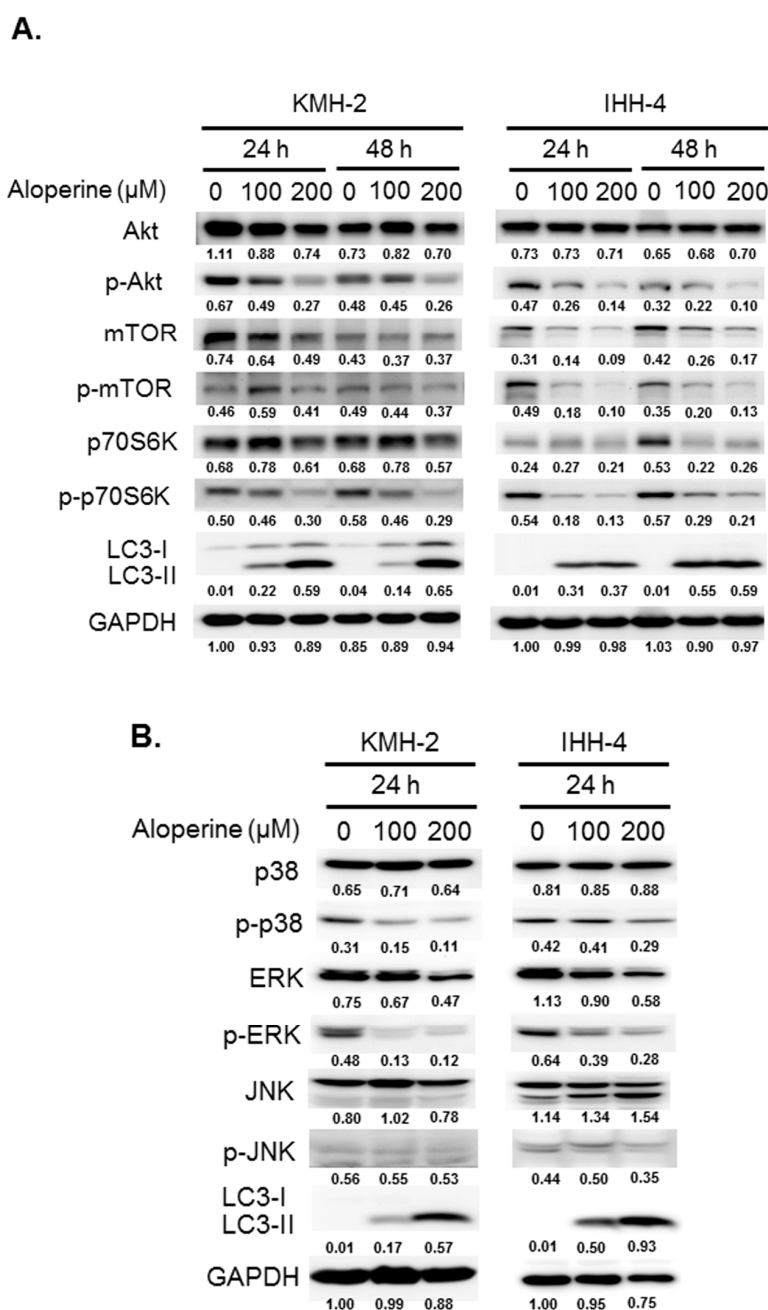 A.
KMH-2 IHH-4
24 h 48 h 24 h 48 h
Aloperine (µM) 0 100 200 0 100 200 0 100 200 0 100 200
Akt
1.11 0.88 0.74 0.73 0.82 0.70 0.73 0.73 0.71 0.65 0.68 0.70
p-Akt
0.67 0.49 0.27 0.48 0.45 0.26 0.47 0.26 0.14 0.32 0.22 0.10
mTOR
0.74 0.64 0.49 0.43 0.37 0.37 0.31 0.14 0.09 0.42 0.26 0.17
p-mTOR
0.46 0.59 0.41 0.49 0.44 0.37 0.49 0.18 0.10 0.35 0.20 0.13
p70S6K
0.68 0.78 0.61 0.68 0.78 0.57 0.24 0.27 0.21 0.53 0.22 0.26
p-p70S6K
0.50 0.46 0.30 0.58 0.46 0.29 0.54 0.18 0.13 0.57 0.29 0.21
LC3-I
LC3-II
0.01 0.22 0.59 0.04 0.14 0.65 0.01 0.31 0.37 0.01 0.55 0.59
GAPDH
1.00 0.93 0.89 0.85 0.89 0.94 1.00 0.99 0.98 1.03 0.90 0.97
B.
KMH-2 IHH-4
24 h 24 h
Aloperine (µM) 0 100 200 0 100 200
p38
0.65 0.71 0.64 0.81 0.85 0.88
p-p38
0.31 0.15 0.11 0.42 0.41 0.29
ERK
0.75 0.67 0.47 1.13 0.90 0.58
p-ERK
0.48 0.13 0.12 0.64 0.39 0.28
JNK
0.80 1.02 0.78 1.14 1.34 1.54
p-JNK
0.56 0.55 0.53 0.44 0.50 0.35
LC3-I
LC3-II
0.01 0.17 0.57 0.01 0.50 0.93
GAPDH
1.00 0.99 0.88 1.00 0.95 0.75